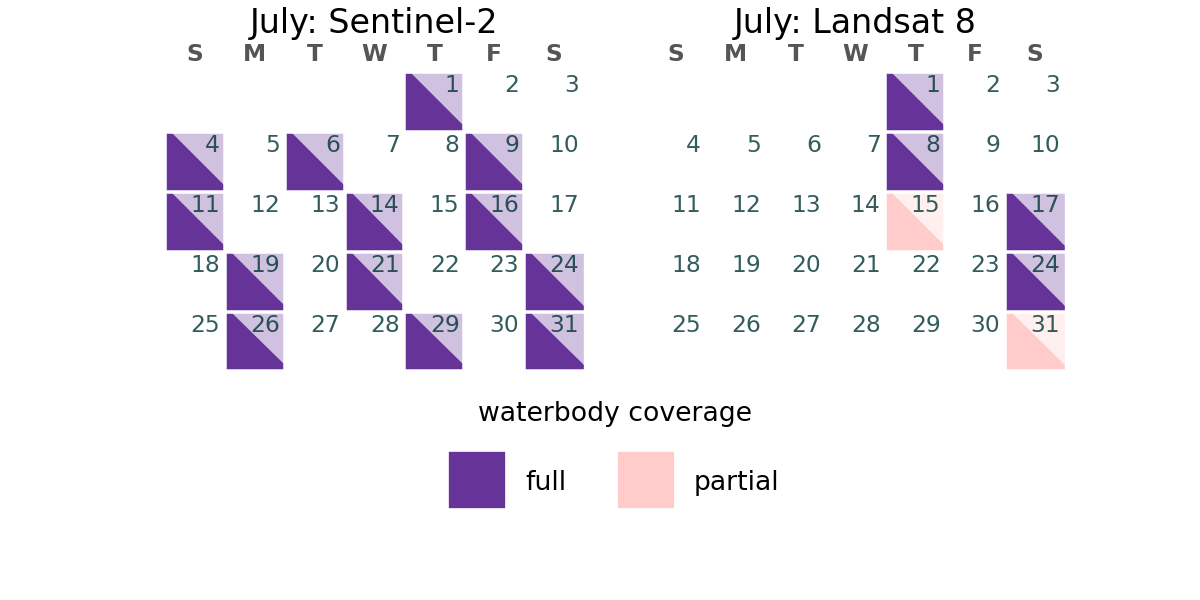 July: Sentinel-2
S M T W T F S
1 2 3
4 5 6 7 8 9 10
11 12 13 14 15 16 17
18 19 20 21 22 23 24
25 26 27 28 29 30 31
July: Landsat 8
S M T W T F S
1 2 3
4 5 6 7 8 9 10
11 12 13 14 15 16 17
18 19 20 21 22 23 24
25 26 27 28 29 30 31
waterbody coverage
full
partial